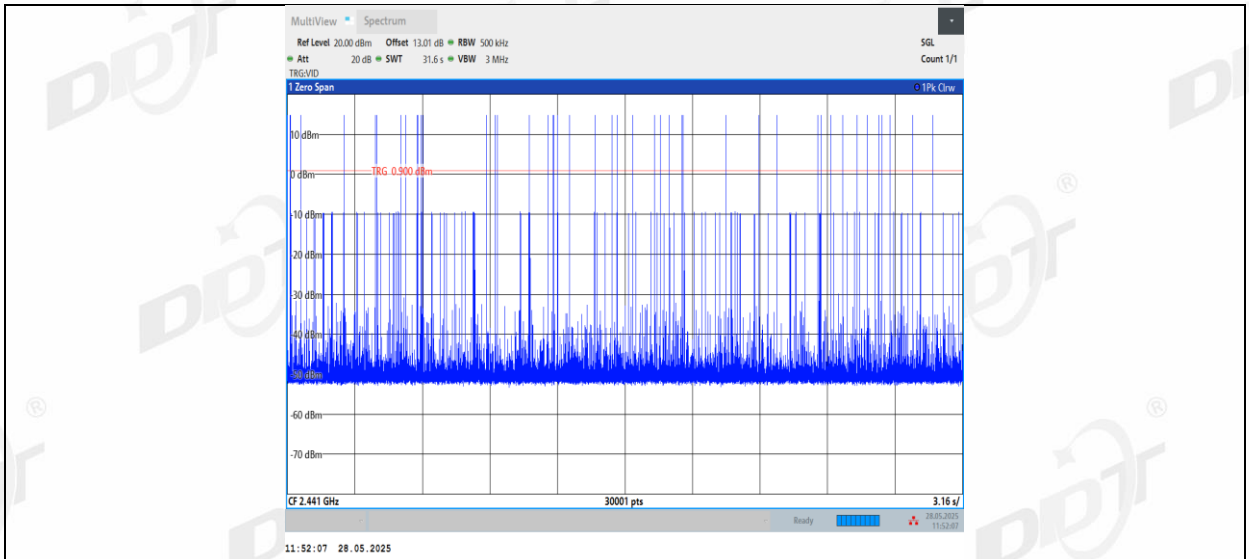 MultiView Spectrum
Ref Level 20.00 dBm Offset 13.01 dB RBW 500 kHz SGL
Att 20 dB SWT 31.6 s VBW 3 MHz Count 1/1
TRG:VID
1 Zero Span 1Pk Clrw
10 dBm
TRG 0.900 dBm
0 dBm
-10 dBm
-20 dBm
-30 dBm
-40 dBm
-50 dBm
-60 dBm
-70 dBm
CF 2.441 GHz 30001 pts 3.16 s/
Ready 28.05.2025
11:52:07
11:52:07 28.05.2025
DDT ®